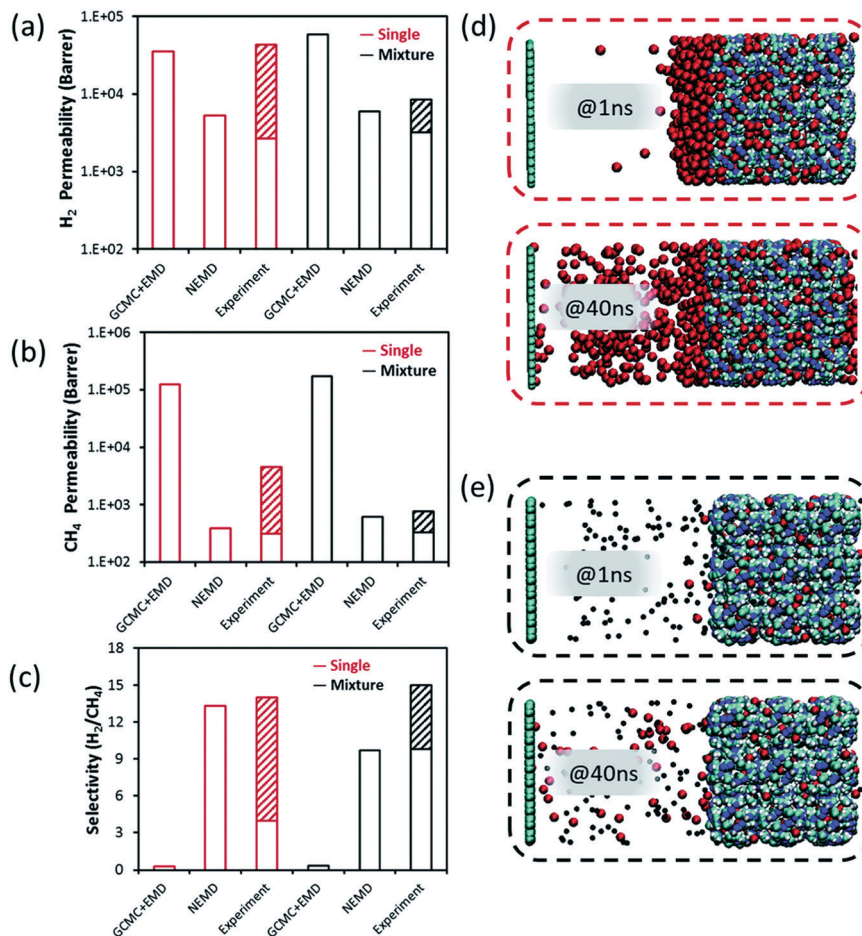 (a)
H2 Permeability (Barrer)
1.E+05
1.E+04
1.E+03
1.E+02
Single
Mixture
GCMC+EMD
NEMD
Experiment
GCMC+EMD
NEMD
Experiment
(b)
CH4 Permeability (Barrer)
1.E+06
1.E+05
1.E+04
1.E+03
1.E+02
Single
Mixture
GCMC+EMD
NEMD
Experiment
GCMC+EMD
NEMD
Experiment
(c)
Selectivity (H2/CH4)
18
15
12
9
6
3
0
Single
Mixture
GCMC+EMD
NEMD
Experiment
GCMC+EMD
NEMD
Experiment
(d)
@1ns
@40ns
(e)
@1ns
@40ns